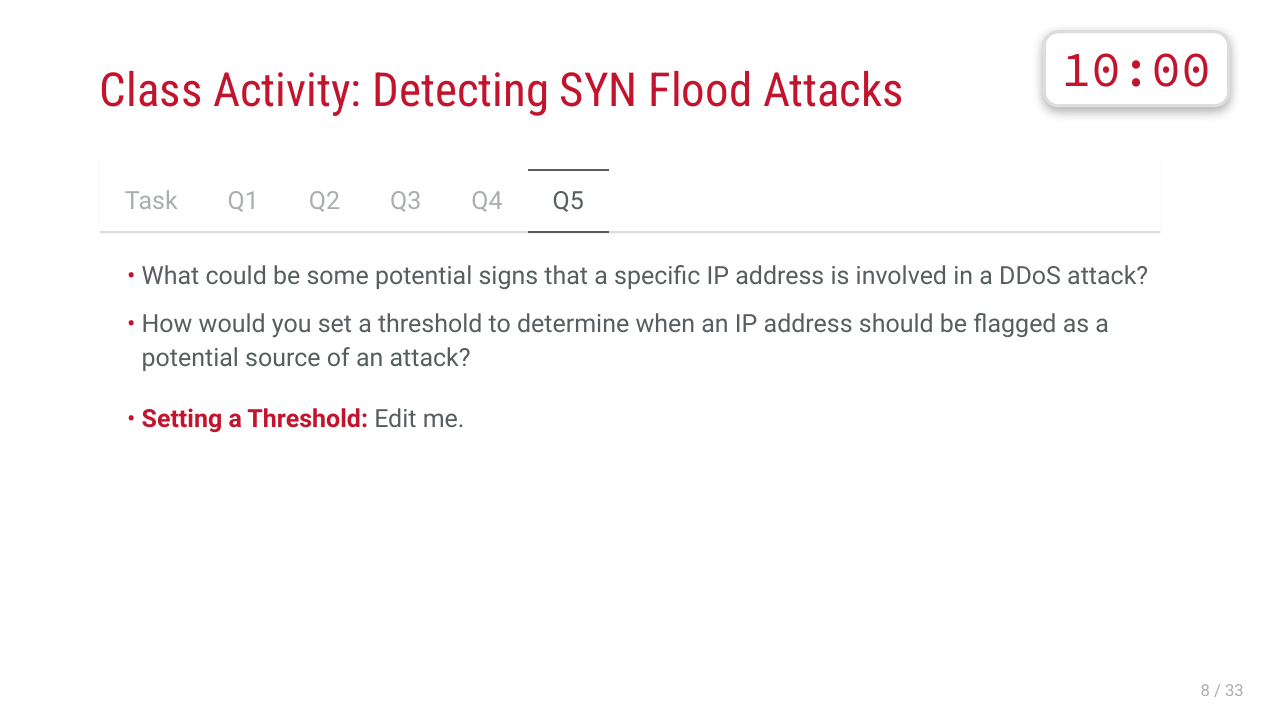 Class Activity: Detecting SYN Flood Attacks
10:00
Task Q1 Q2 Q3 Q4 Q5
• What could be some potential signs that a specific IP address is involved in a DDoS attack?
• How would you set a threshold to determine when an IP address should be flagged as a
potential source of an attack?
• Setting a Threshold: Edit me.
8 / 33